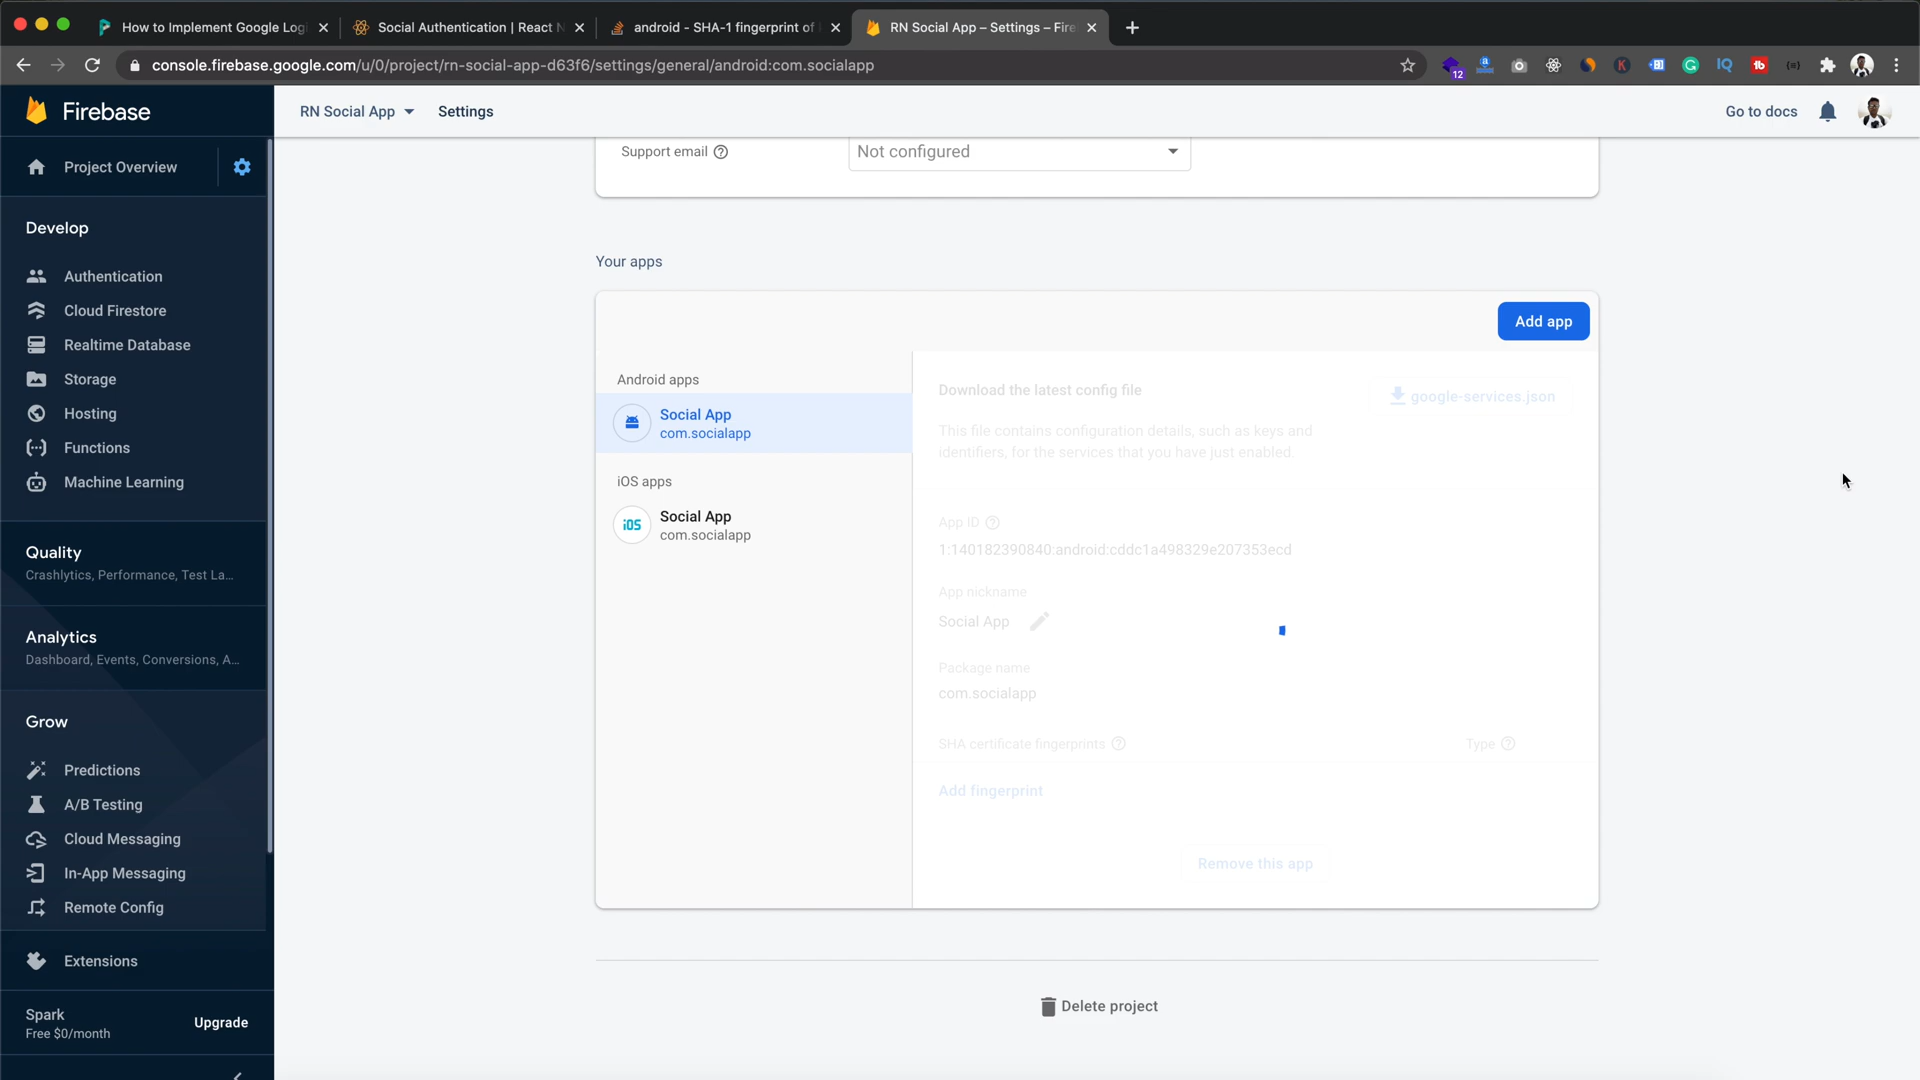 How to Implement Google Logi
Social Authentication | React N
android - SHA-1 fingerprint of
RN Social App – Settings – Fire
console.firebase.google.com/u/0/project/rn-social-app-d63f6/settings/general/android:com.socialapp
12
Firebase
RN Social App
Settings
Go to docs
Project Overview
Develop
Authentication
Cloud Firestore
Realtime Database
Storage
Hosting
Functions
Machine Learning
Quality
Crashlytics, Performance, Test La...
Analytics
Dashboard, Events, Conversions, A...
Grow
Predictions
A/B Testing
Cloud Messaging
In-App Messaging
Remote Config
Extensions
Spark
Free $0/month
Upgrade
Support email
Not configured
Your apps
Add app
Android apps
Social App
com.socialapp
iOS apps
iOS
Social App
com.socialapp
Download the latest config file
google-services.json
This file contains configuration details, such as keys and
identifiers, for the services that you have just enabled.
App ID
1:140182390840:android:cddc1a498329e207353ecd
App nickname
Social App
Package name
com.socialapp
SHA certificate fingerprints
Type
Add fingerprint
Remove this app
Delete project